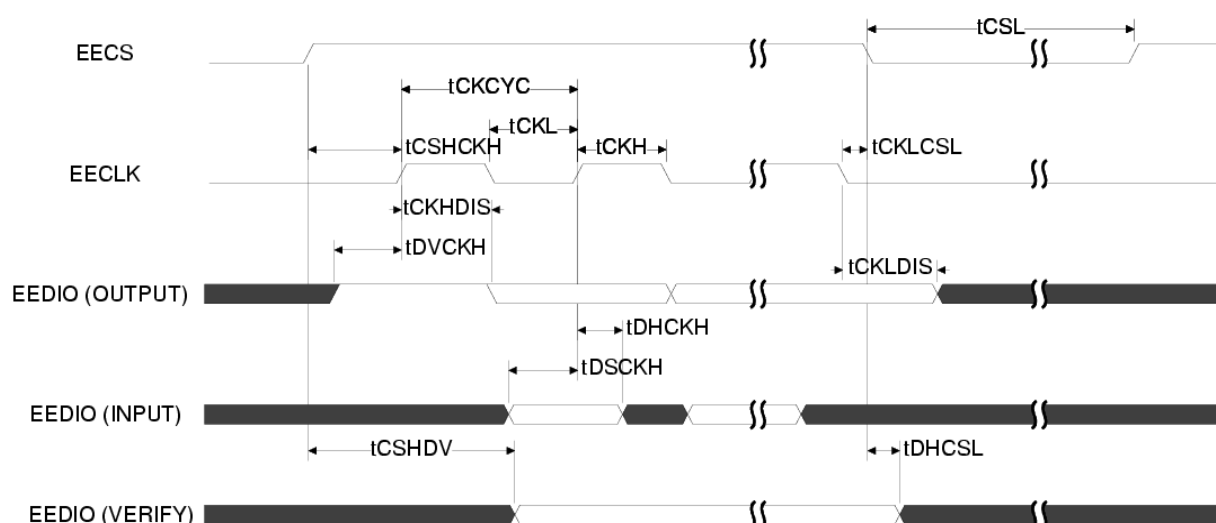 EECS
tCSL
tCKCYC
tCKL
tCSHCKH
tCKH
tCKLCSL
EECLK
tCKHDIS
tDVCKH
tCKLDIS
EEDIO (OUTPUT)
tDHCKH
tDSCKH
EEDIO (INPUT)
tCSHDV
tDHCSL
EEDIO (VERIFY)